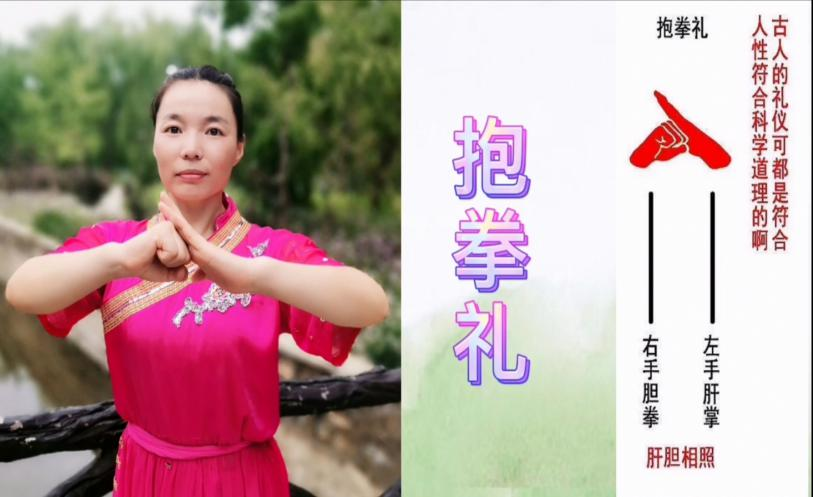 抱拳礼
抱拳礼
古人的礼仪可都是符合
人性符合科学道理的啊
右手胆拳
左手肝掌
肝胆相照